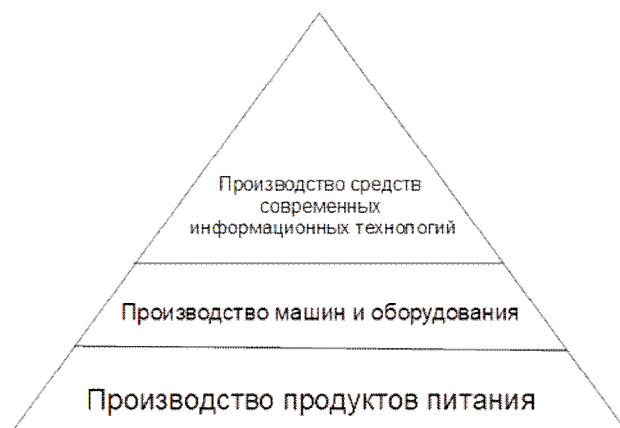 Производство средств
современных
информационных технологий
Производство машин и оборудования
Производство продуктов питания